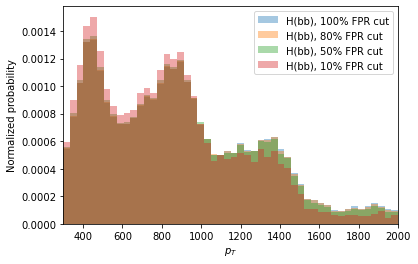 H(bb), 100% FPR cut
H(bb), 80% FPR cut
H(bb), 50% FPR cut
H(bb), 10% FPR cut
Normalized probability
0.0014
0.0012
0.0010
0.0008
0.0006
0.0004
0.0002
0.0000
400 600 800 1000 1200 1400 1600 1800 2000
p_T